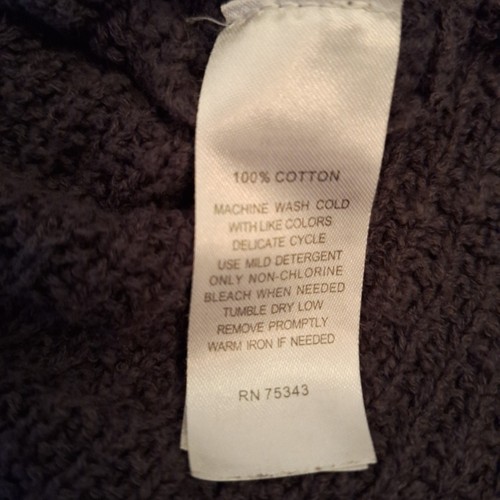 100% COTTON
MACHINE WASH COLD
WITH LIKE COLORS
DELICATE CYCLE
USE MILD DETERGENT
ONLY NON-CHLORINE
BLEACH WHEN NEEDED
TUMBLE DRY LOW
REMOVE PROMPTLY
WARM IRON IF NEEDED
RN 75343